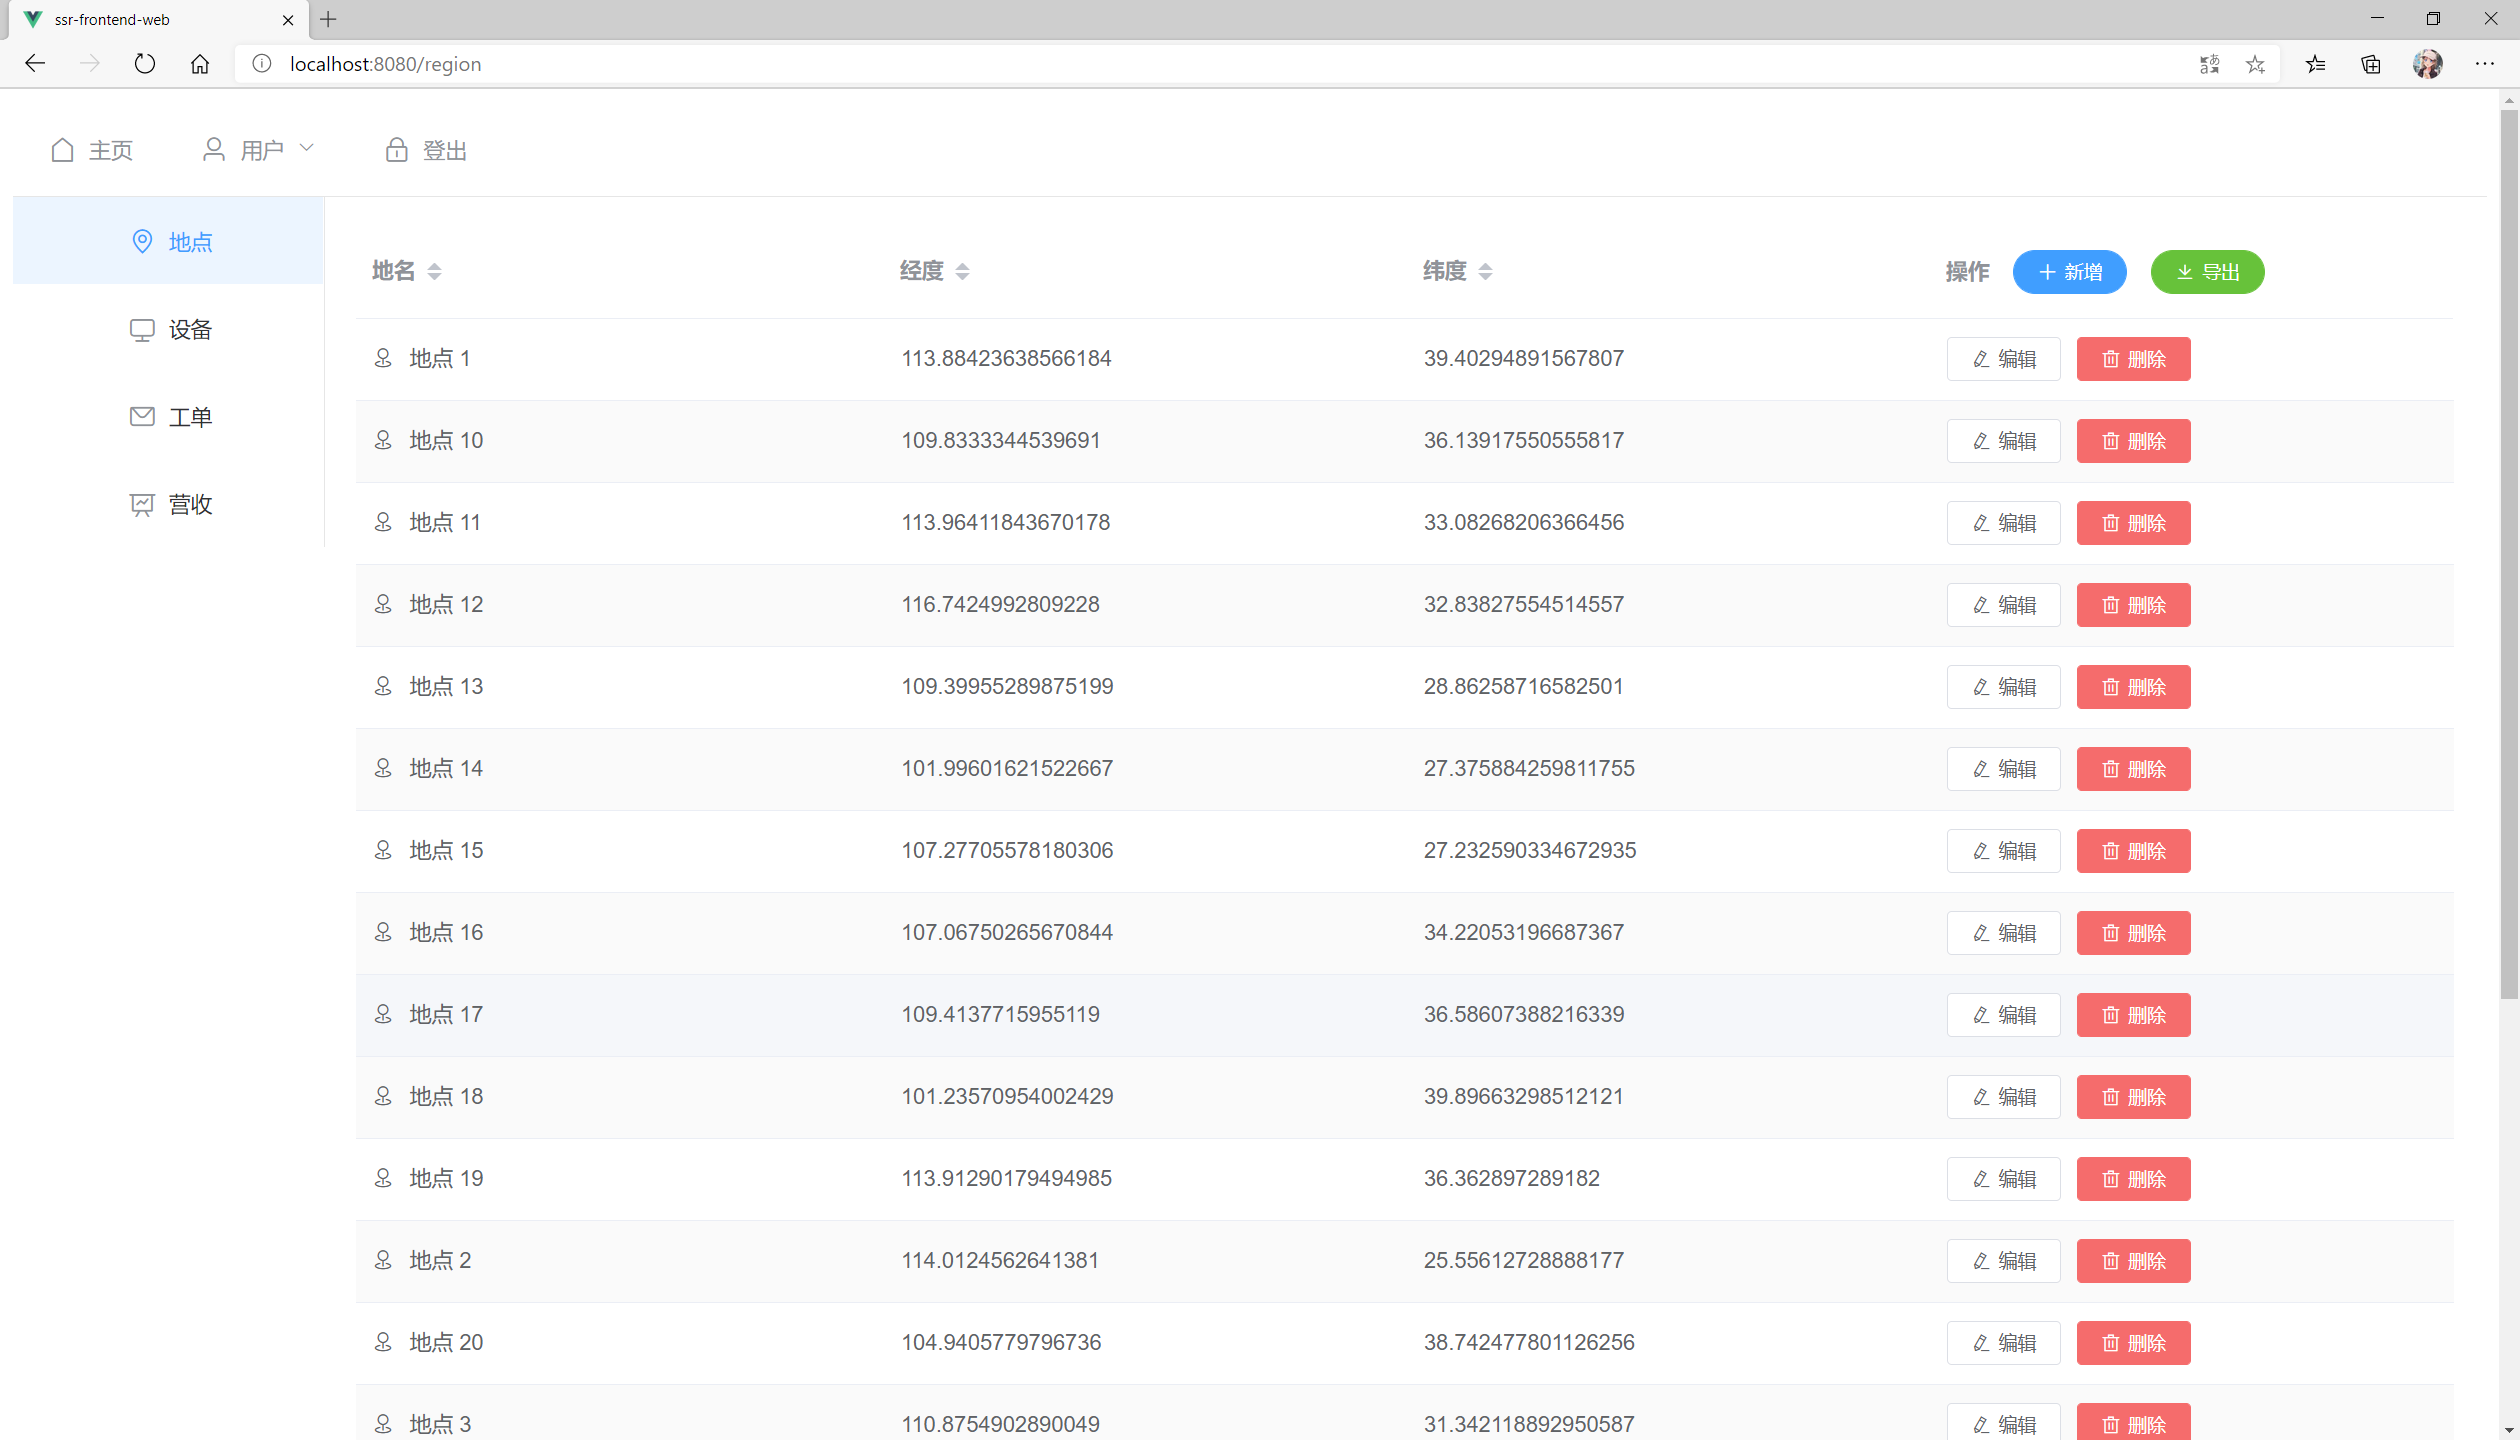 ssr-frontend-web
localhost:8080/region
主页 用户 登出
地点
设备
工单
营收
地名 经度 纬度 操作 新增 导出
地点 1 113.88423638566184 39.40294891567807 编辑 删除
地点 10 109.8333344539691 36.13917550555817 编辑 删除
地点 11 113.96411843670178 33.08268206366456 编辑 删除
地点 12 116.7424992809228 32.83827554514557 编辑 删除
地点 13 109.39955289875199 28.86258716582501 编辑 删除
地点 14 101.99601621522667 27.375884259811755 编辑 删除
地点 15 107.27705578180306 27.232590334672935 编辑 删除
地点 16 107.06750265670844 34.22053196687367 编辑 删除
地点 17 109.4137715955119 36.58607388216339 编辑 删除
地点 18 101.23570954002429 39.89663298512121 编辑 删除
地点 19 113.91290179494985 36.362897289182 编辑 删除
地点 2 114.0124562641381 25.55612728888177 编辑 删除
地点 20 104.9405779796736 38.742477801126256 编辑 删除
地点 3 110.8754902890049 31.342118892950587 编辑 删除